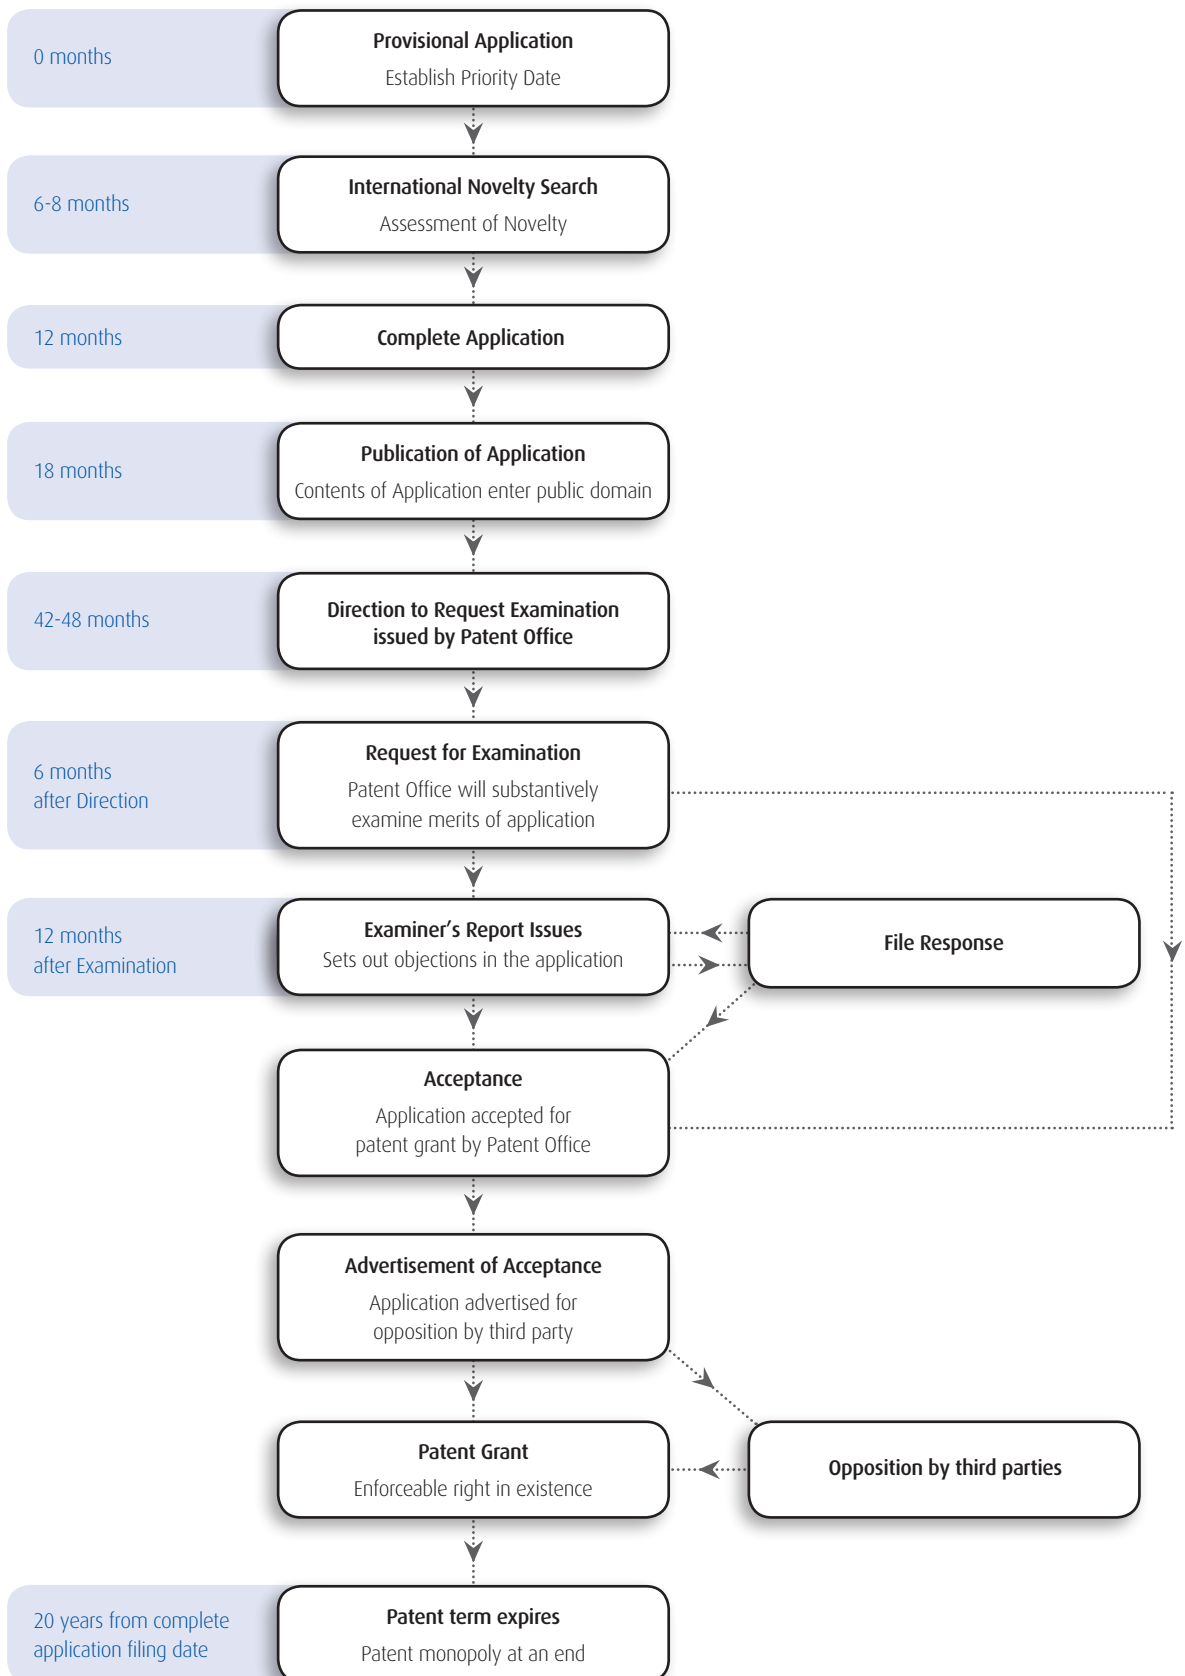 0 months
Provisional Application
Establish Priority Date
6-8 months
International Novelty Search
Assessment of Novelty
12 months
Complete Application
18 months
Publication of Application
Contents of Application enter public domain
42-48 months
Direction to Request Examination
issued by Patent Office
6 months
after Direction
Request for Examination
Patent Office will substantively
examine merits of application
12 months
after Examination
Examiner's Report Issues
Sets out objections in the application
File Response
Acceptance
Application accepted for
patent grant by Patent Office
Advertisement of Acceptance
Application advertised for
opposition by third party
Patent Grant
Enforceable right in existence
Opposition by third parties
20 years from complete
application filing date
Patent term expires
Patent monopoly at an end